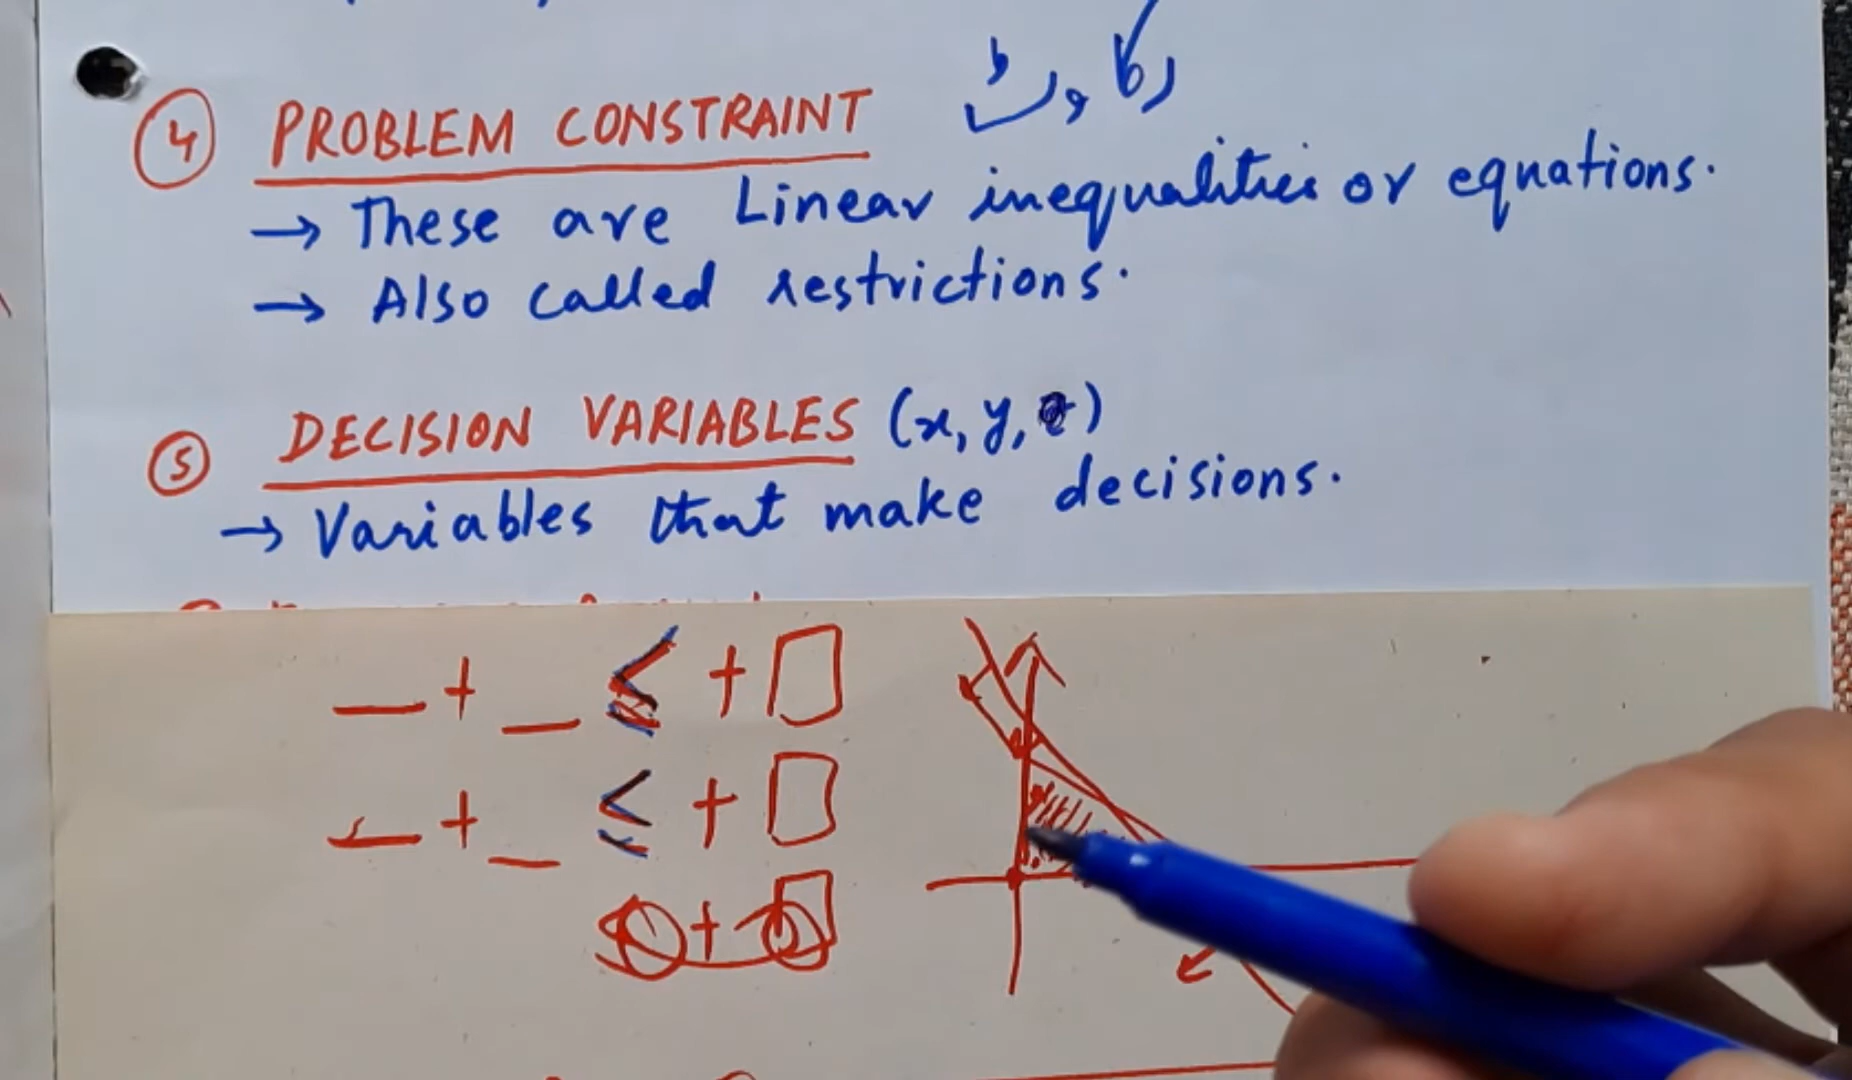 ④ PROBLEM CONSTRAINT
→ These are Linear inequalities or equations.
→ Also called restrictions.
⑤ DECISION VARIABLES (x, y, )
→ Variables that make decisions.
_ + _ ≤ + □
_ + _ ≤ + □
+